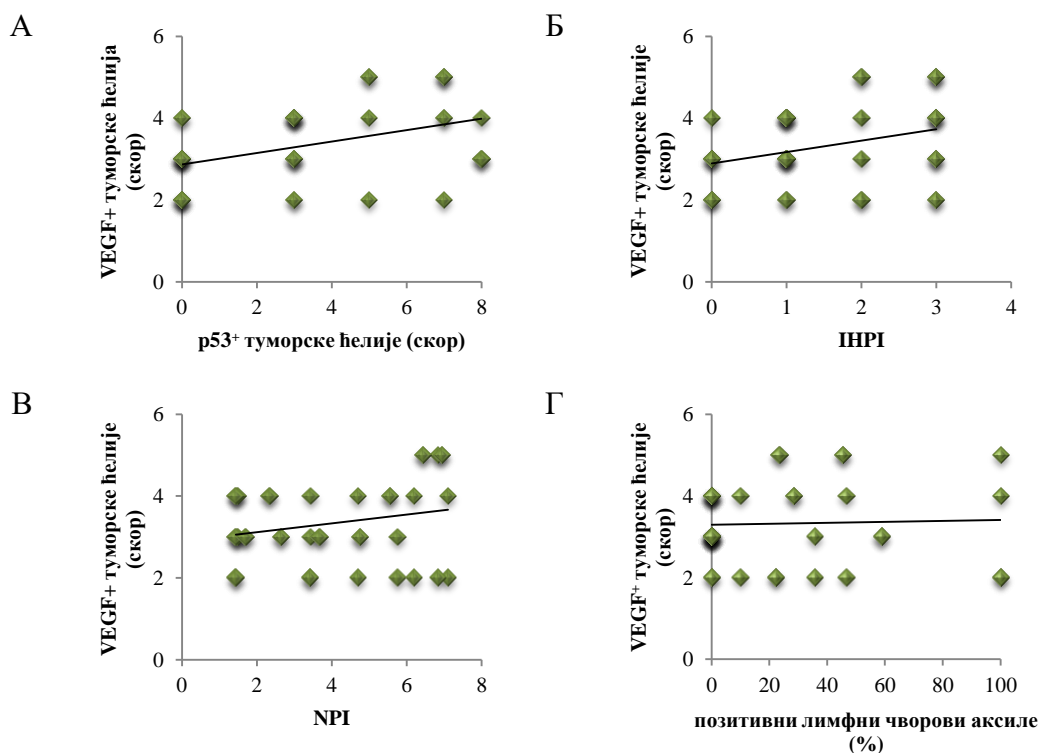 А
VEGF+ туморске ћелија
(скор)
6
4
2
0
0 2 4 6 8
p53+ туморске ћелије (скор)
Б
VEGF+ туморске ћелије
(скор)
6
4
2
0
0 1 2 3 4
IHPI
В
VEGF+ туморске ћелије
(скор)
6
4
2
0
0 2 4 6 8
NPI
Г
VEGF+ туморске ћелије
(скор)
6
4
2
0
0 20 40 60 80 100
позитивни лимфни чворови аксиле
(%)